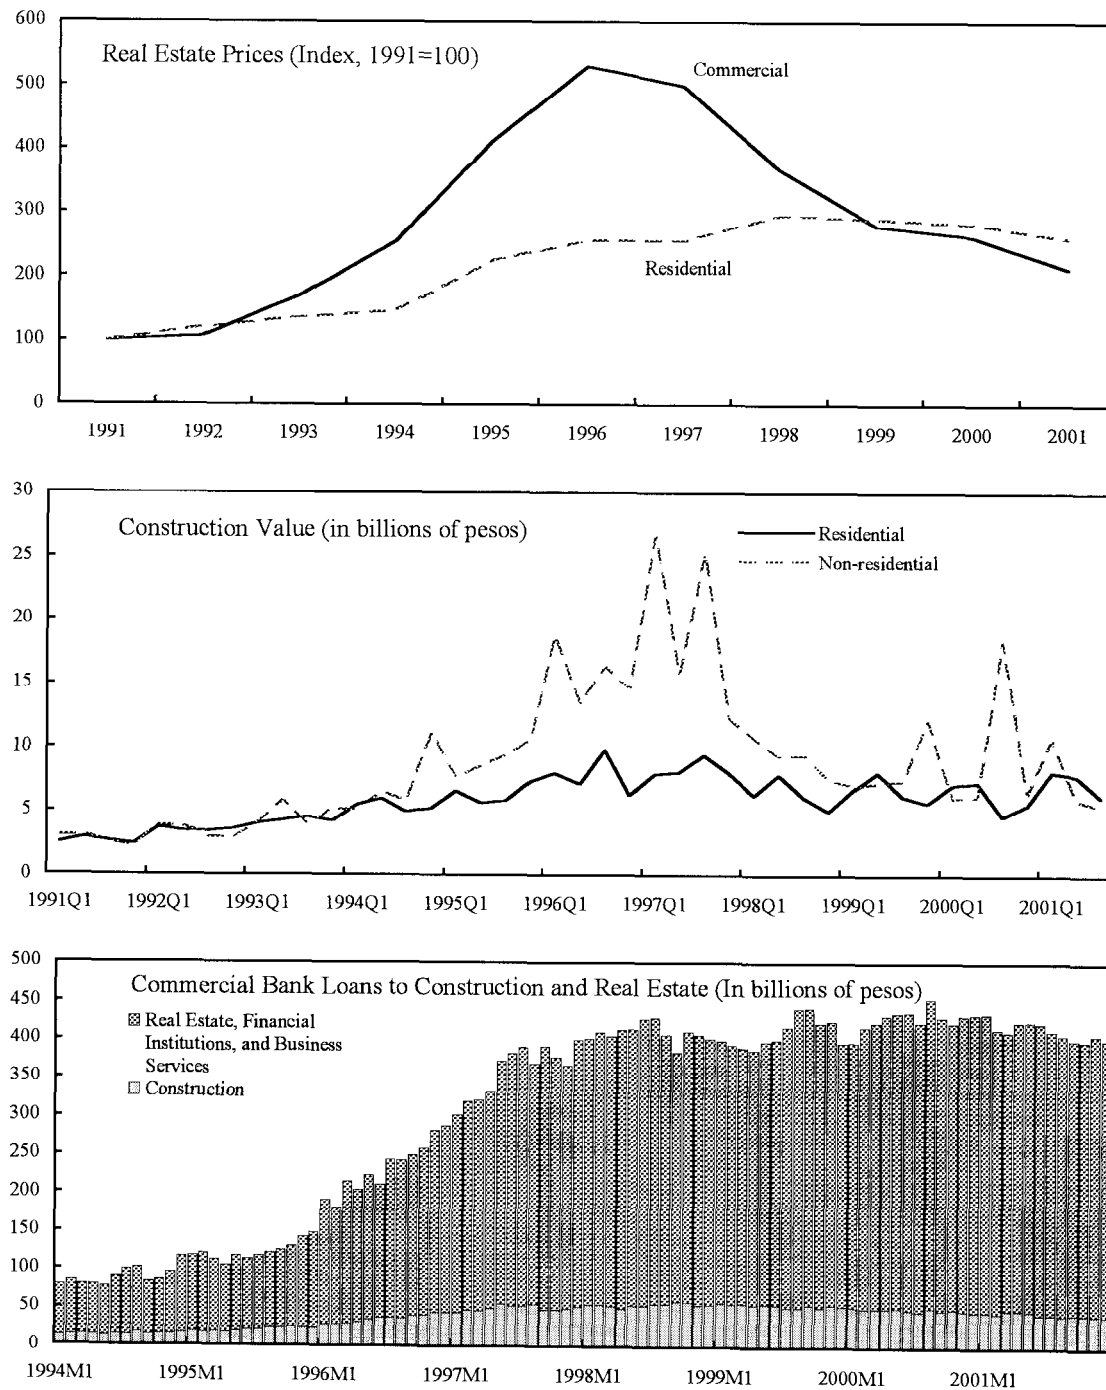 600
Real Estate Prices (Index, 1991=100)
500
Commercial
400
300
200
Residential
100
0
1991 1992 1993 1994 1995 1996 1997 1998 1999 2000 2001
30
Construction Value (in billions of pesos)
Residential
25
Non-residential
20
15
10
5
0
1991Q1 1992Q1 1993Q1 1994Q1 1995Q1 1996Q1 1997Q1 1998Q1 1999Q1 2000Q1 2001Q1
500
Commercial Bank Loans to Construction and Real Estate (In billions of pesos)
450
Real Estate, Financial
Institutions, and Business
Services
400
350
Construction
300
250
200
150
100
50
0
1994M1 1995M1 1996M1 1997M1 1998M1 1999M1 2000M1 2001M1